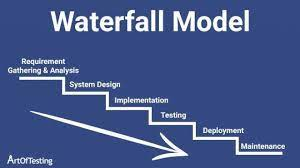 Waterfall Model
Requirement
Gathering & Analysis
System Design
Implementation
Testing
Deployment
Maintenance
ArtOfTesting